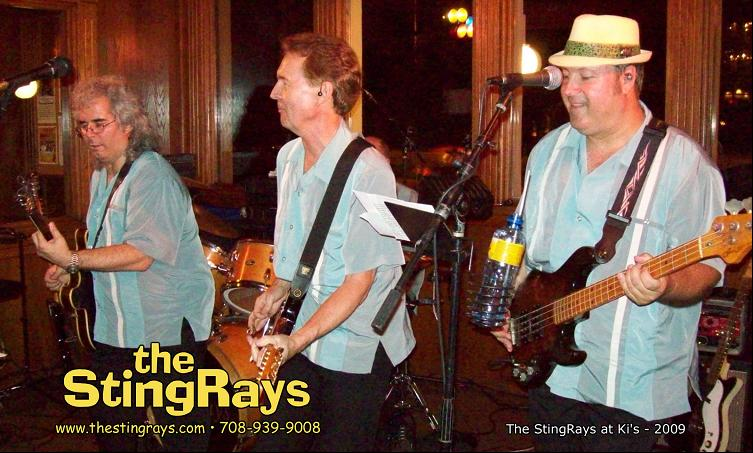 the
StingRays
www.thestingrays.com • 708-939-9008
The StingRays at Ki's - 2009